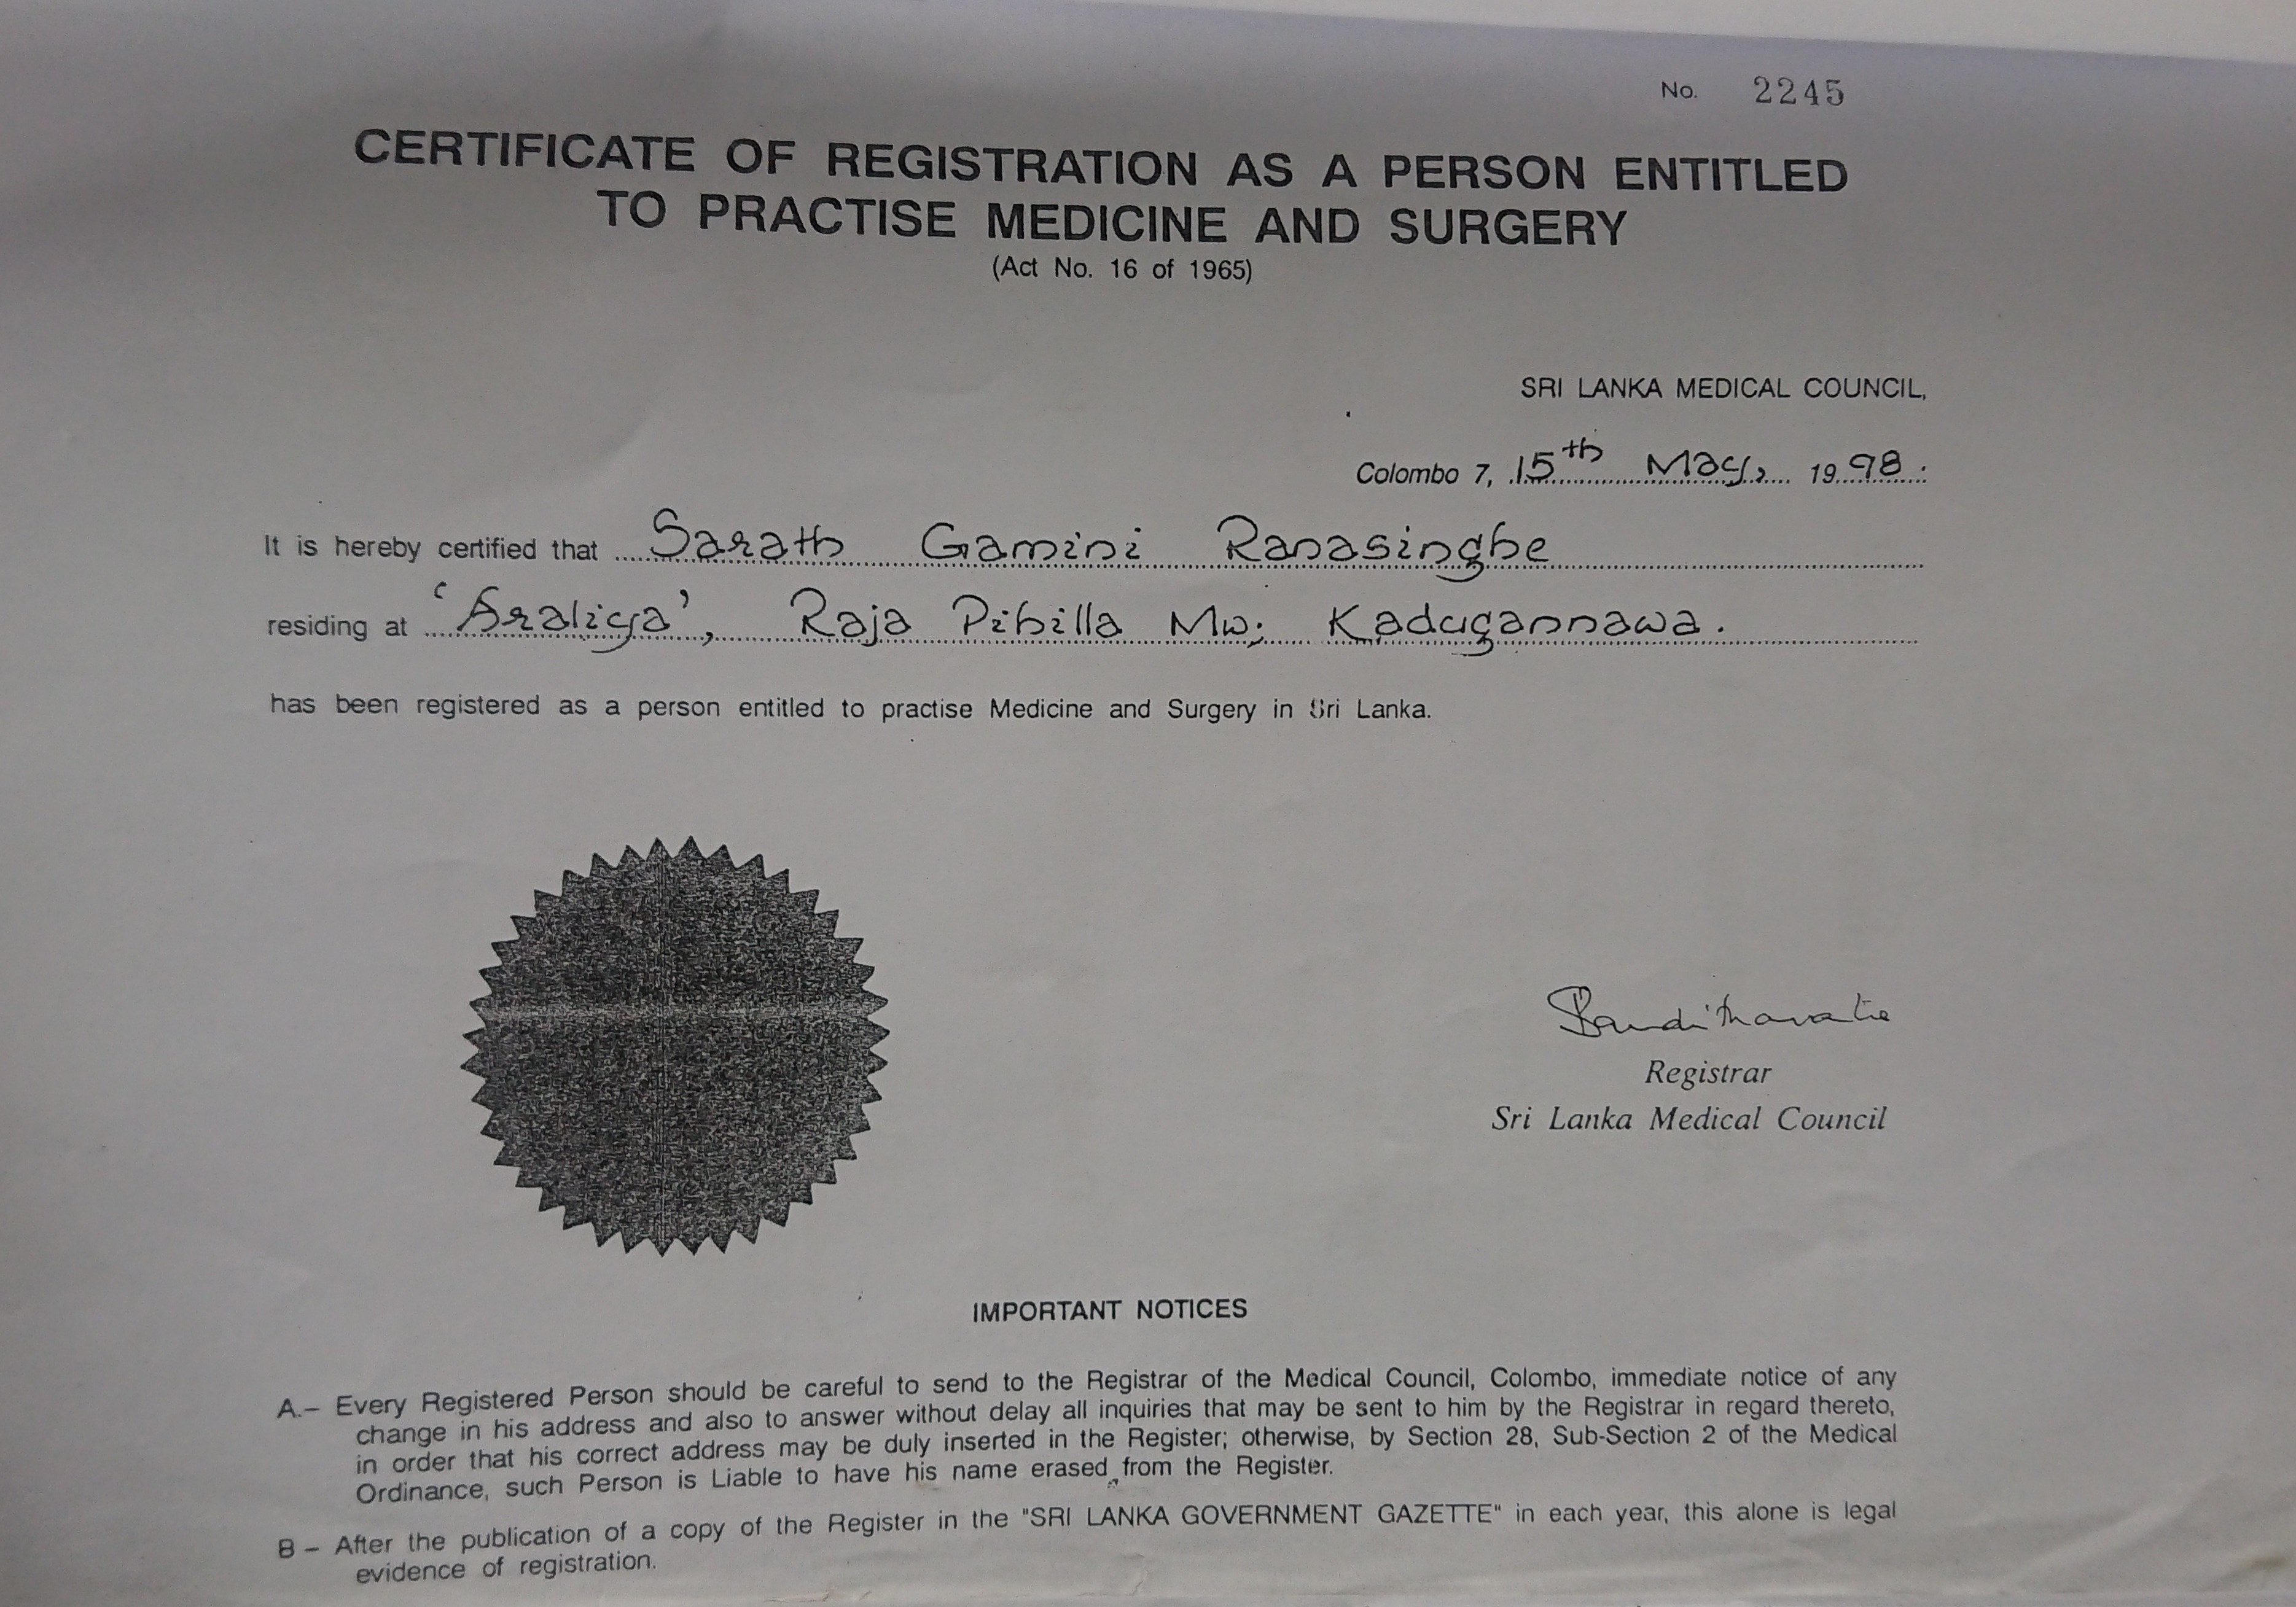 No. 2245
CERTIFICATE OF REGISTRATION AS A PERSON ENTITLED
TO PRACTISE MEDICINE AND SURGERY
(Act No. 16 of 1965)
SRI LANKA MEDICAL COUNCIL,
Colombo 7, 15th May, 1998.
It is hereby certified that Sarath Gamini Ranasinghe
residing at 'Araliya', Raja Pihilla Mw; Kadugannawa.
has been registered as a person entitled to practise Medicine and Surgery in Sri Lanka.
Registrar
Sri Lanka Medical Council
IMPORTANT NOTICES
A.– Every Registered Person should be careful to send to the Registrar of the Medical Council, Colombo, immediate notice of any
change in his address and also to answer without delay all inquiries that may be sent to him by the Registrar in regard thereto,
in order that his correct address may be duly inserted in the Register; otherwise, by Section 28, Sub-Section 2 of the Medical
Ordinance, such Person is Liable to have his name erased from the Register.
B – After the publication of a copy of the Register in the "SRI LANKA GOVERNMENT GAZETTE" in each year, this alone is legal
evidence of registration.